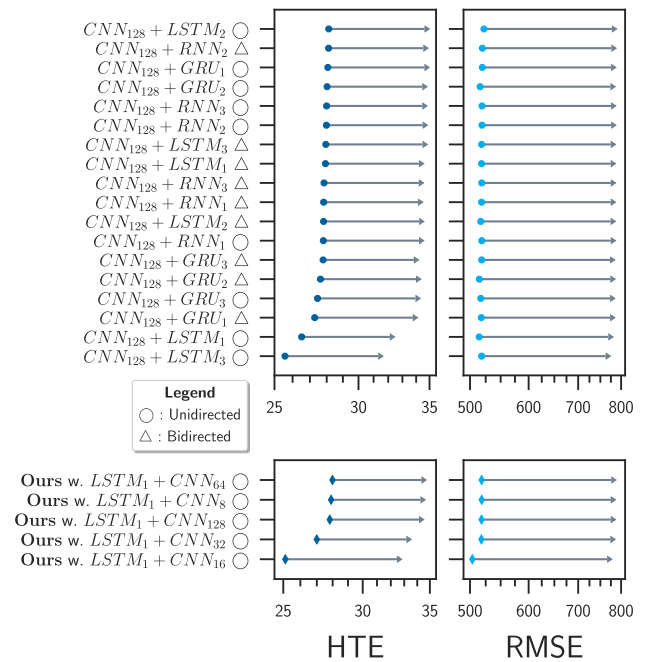 CNN₁₂₈ + LSTM₂ ◯
CNN₁₂₈ + RNN₂ △
CNN₁₂₈ + GRU₁ ◯
CNN₁₂₈ + GRU₂ ◯
CNN₁₂₈ + RNN₃ ◯
CNN₁₂₈ + RNN₂ ◯
CNN₁₂₈ + LSTM₃ △
CNN₁₂₈ + LSTM₁ △
CNN₁₂₈ + RNN₃ △
CNN₁₂₈ + RNN₁ △
CNN₁₂₈ + LSTM₂ △
CNN₁₂₈ + RNN₁ ◯
CNN₁₂₈ + GRU₃ △
CNN₁₂₈ + GRU₂ △
CNN₁₂₈ + GRU₃ ◯
CNN₁₂₈ + GRU₁ △
CNN₁₂₈ + LSTM₁ ◯
CNN₁₂₈ + LSTM₃ ◯
25 30 35 500 600 700 800
Legend
◯ : Unidirected
△ : Bidirected
Ours w. LSTM₁ + CNN₆₄ ◯
Ours w. LSTM₁ + CNN₈ ◯
Ours w. LSTM₁ + CNN₁₂₈ ◯
Ours w. LSTM₁ + CNN₃₂ ◯
Ours w. LSTM₁ + CNN₁₆ ◯
25 30 35 500 600 700 800
HTE RMSE